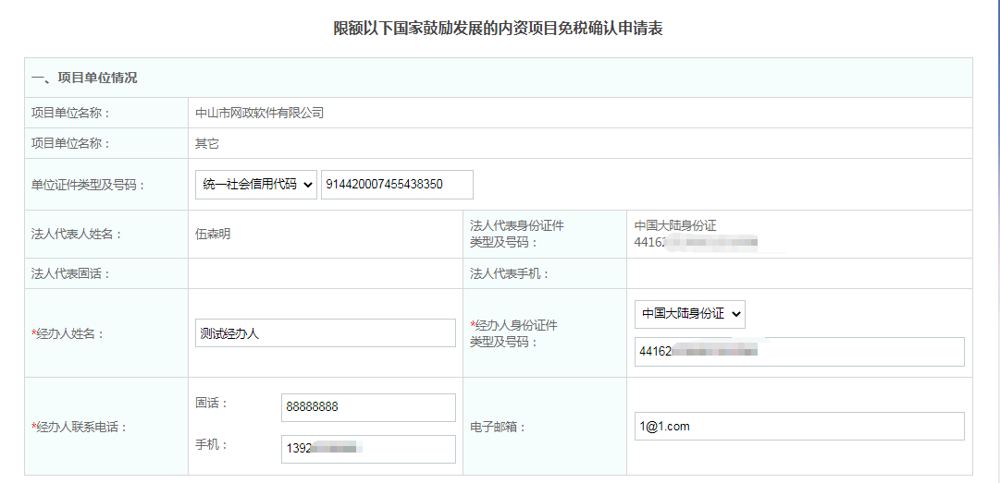 限额以下国家鼓励发展的内资项目免税确认申请表
一、项目单位情况
项目单位名称： 中山市网政软件有限公司
项目单位名称： 其它
单位证件类型及号码： 统一社会信用代码 914420007455438350
法人代表人姓名： 伍森明 法人代表身份证件 中国大陆身份证
类型及号码： 44162
法人代表固话： 法人代表手机：
*经办人姓名： 测试经办人 *经办人身份证件 中国大陆身份证
类型及号码： 44162
*经办人联系电话： 固话： 88888888 电子邮箱： 1@1.com
手机： 1392